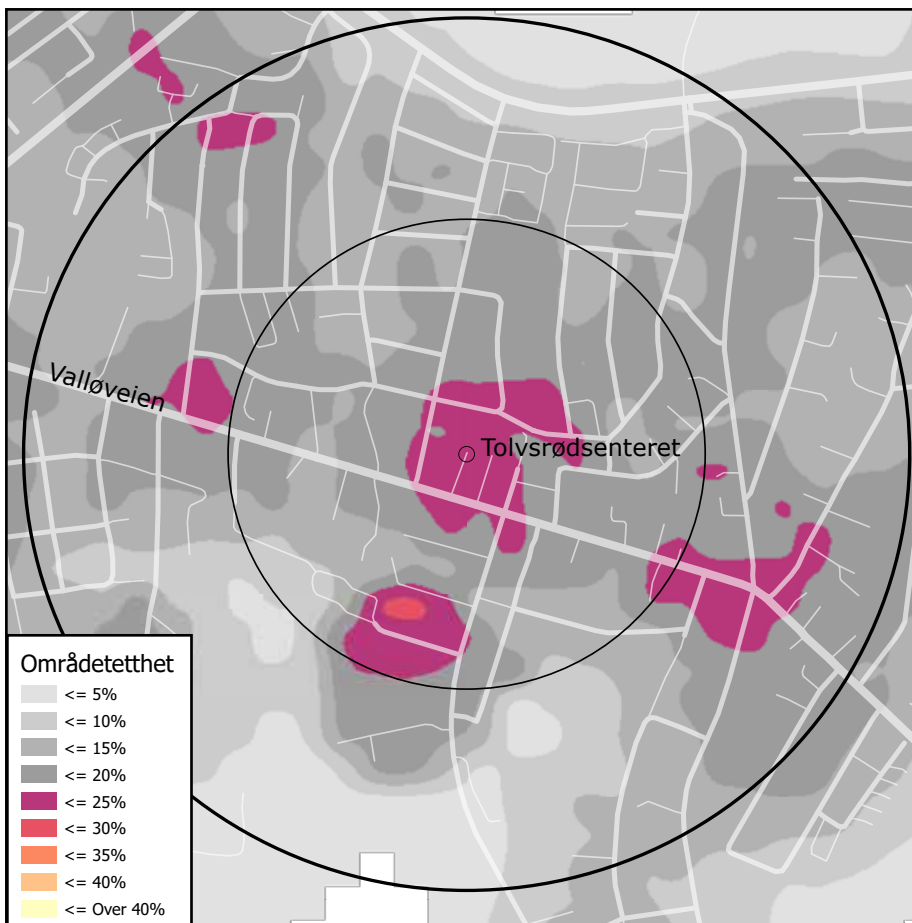 Valløveien
Tolvsrødsenteret
Områdetetthet
<= 5%
<= 10%
<= 15%
<= 20%
<= 25%
<= 30%
<= 35%
<= 40%
<= Over 40%